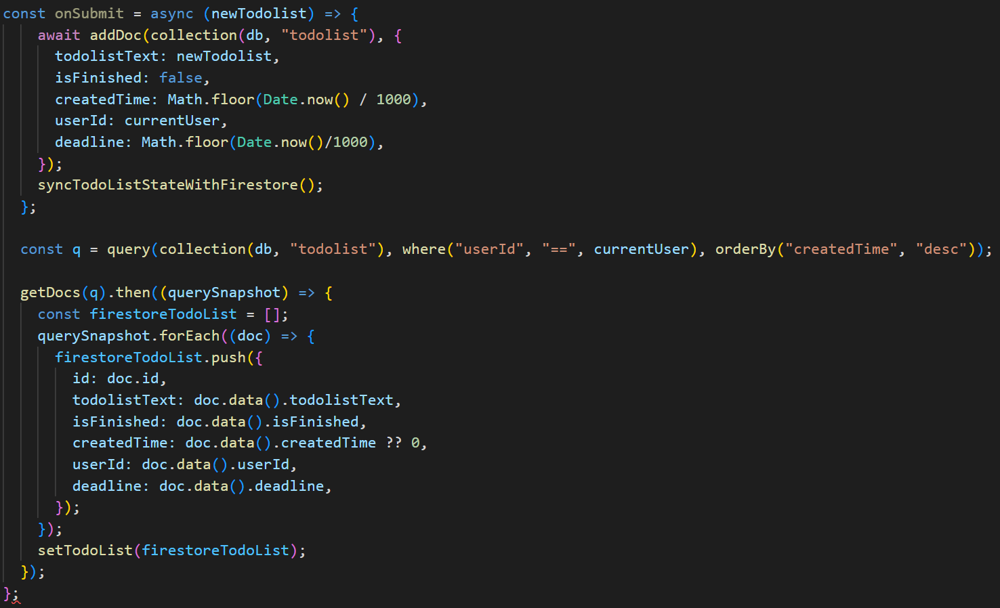 const onSubmit = async (newTodolist) => {
await addDoc(collection(db, "todolist"), {
todolistText: newTodolist,
isFinished: false,
createdTime: Math.floor(Date.now() / 1000),
userId: currentUser,
deadline: Math.floor(Date.now()/1000),
});
syncTodoListStateWithFirestore();
};
const q = query(collection(db, "todolist"), where("userId", "==", currentUser), orderBy("createdTime", "desc"));
getDocs(q).then((querySnapshot) => {
const firestoreTodoList = [];
querySnapshot.forEach((doc) => {
firestoreTodoList.push({
id: doc.id,
todolistText: doc.data().todolistText,
isFinished: doc.data().isFinished,
createdTime: doc.data().createdTime ?? 0,
userId: doc.data().userId,
deadline: doc.data().deadline,
});
});
setTodoList(firestoreTodoList);
});
};